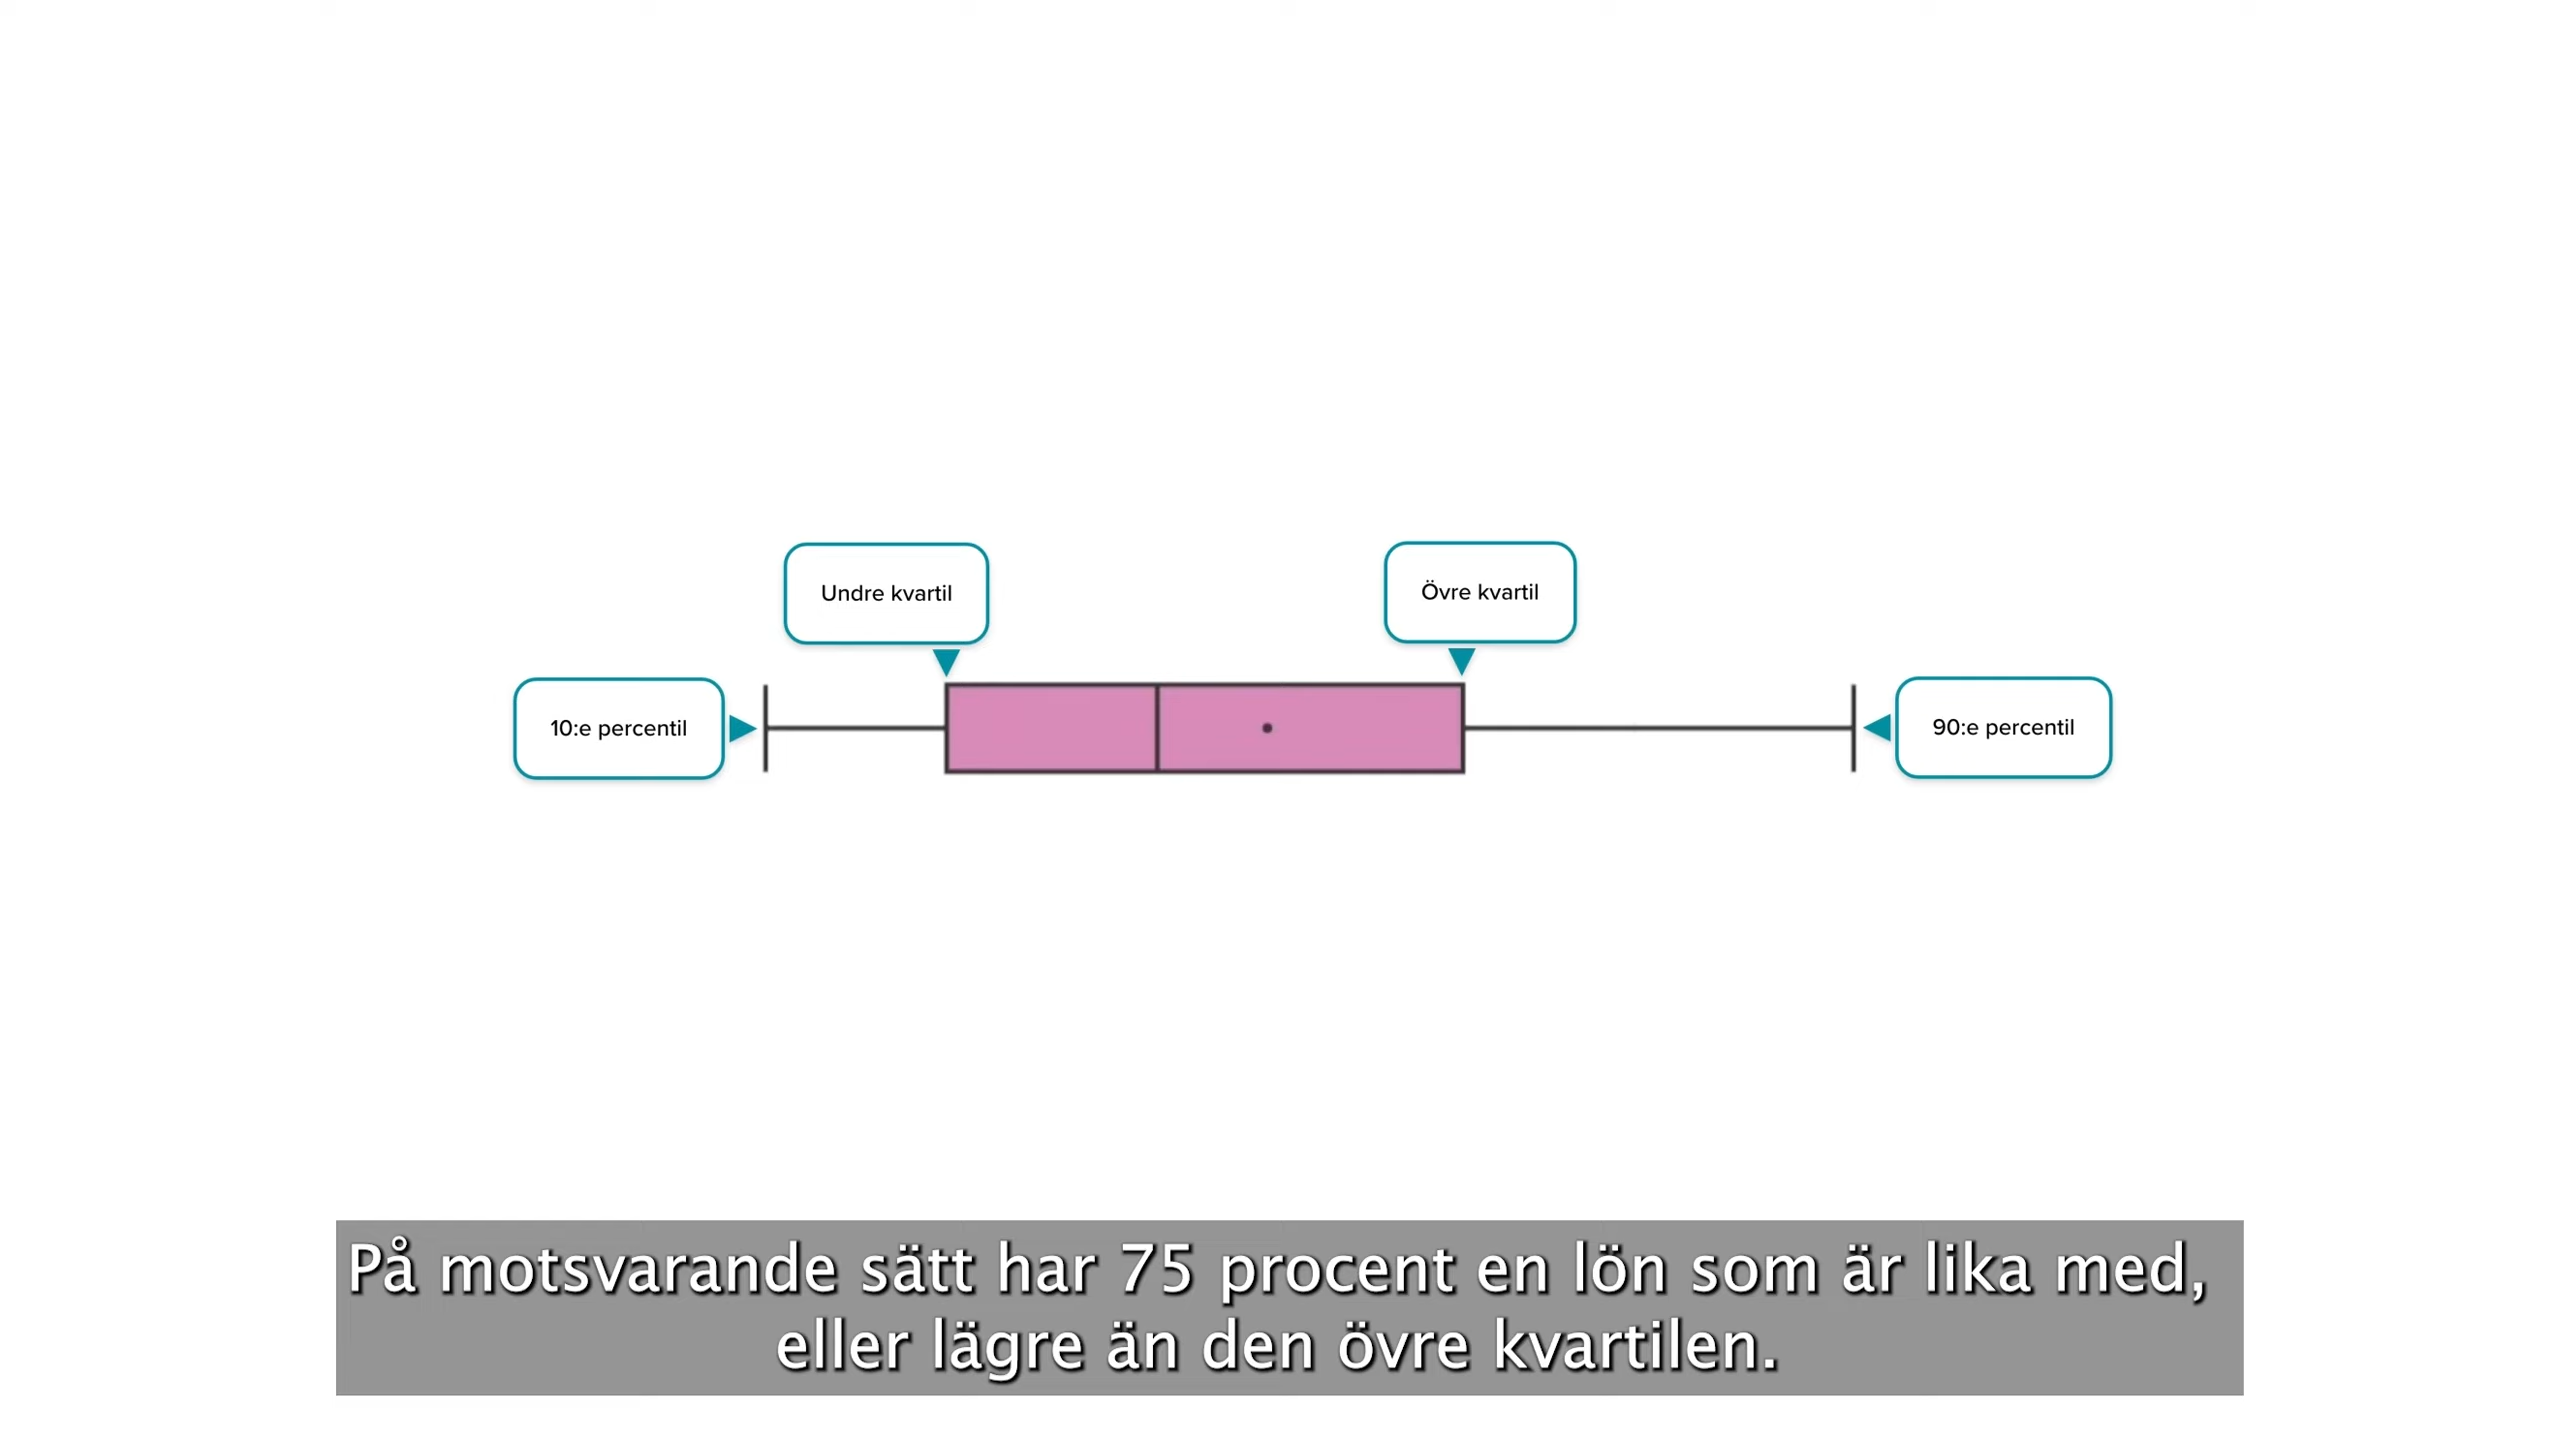 Undre kvartil
Övre kvartil
10:e percentil
90:e percentil
På motsvarande sätt har 75 procent en lön som är lika med,
eller lägre än den övre kvartilen.